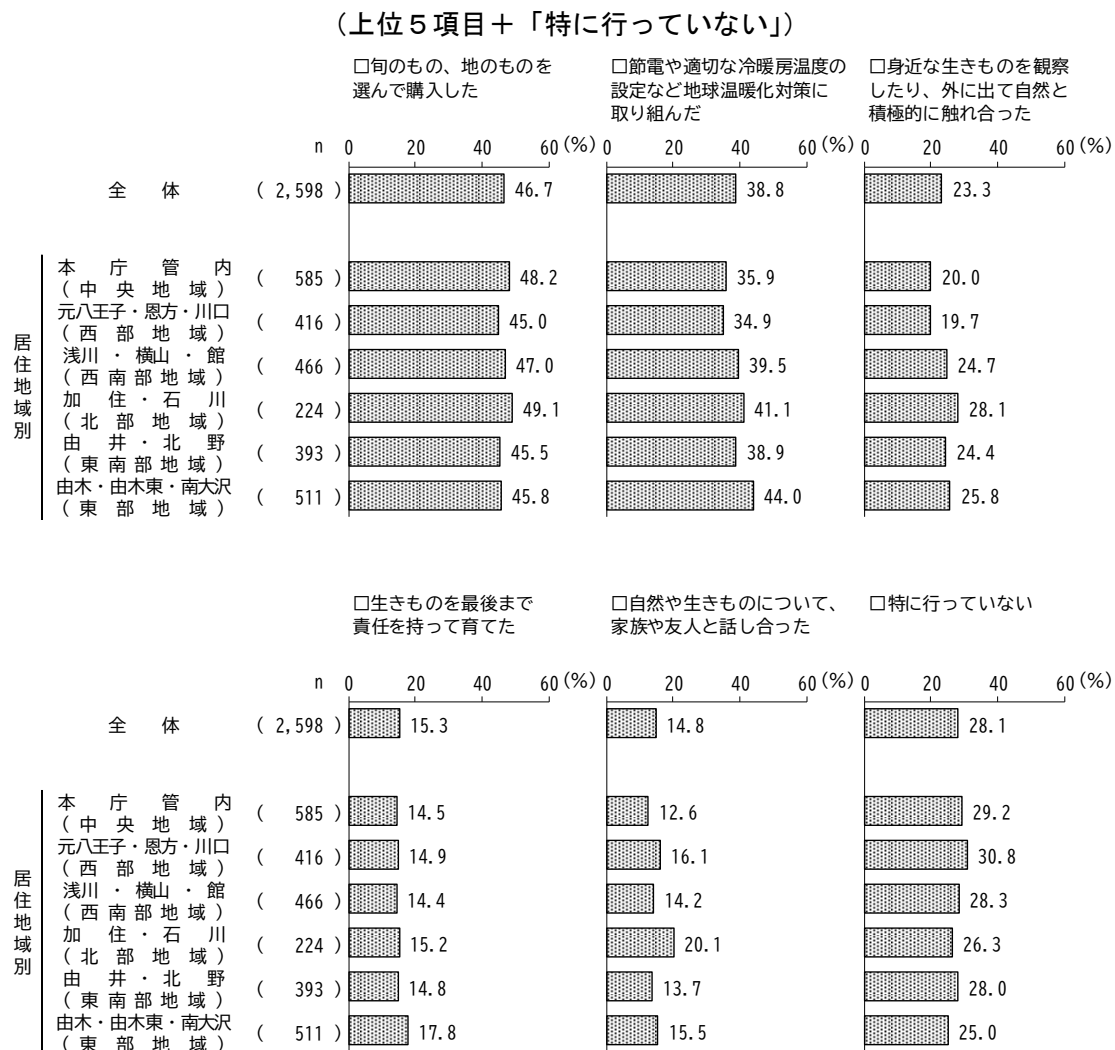 （上位５項目＋「特に行っていない」）
□旬のもの、地のものを
選んで購入した
□節電や適切な冷暖房温度の
設定など地球温暖化対策に
取り組んだ
□身近な生きものを観察
したり、外に出て自然と
積極的に触れ合った
n 0 20 40 60 (%) 0 20 40 60 (%) 0 20 40 60 (%)
全 体 ( 2,598 ) 46.7 38.8 23.3
居住地域別
本 庁 管 内
( 中 央 地 域 ) ( 585 ) 48.2 35.9 20.0
元八王子・恩方・川口
( 西 部 地 域 ) ( 416 ) 45.0 34.9 19.7
浅川 ・ 横山 ・ 館
( 西 南 部 地 域 ) ( 466 ) 47.0 39.5 24.7
加 住 ・ 石 川
( 北 部 地 域 ) ( 224 ) 49.1 41.1 28.1
由 井 ・ 北 野
( 東 南 部 地 域 ) ( 393 ) 45.5 38.9 24.4
由木・由木東・南大沢
( 東 部 地 域 ) ( 511 ) 45.8 44.0 25.8
□生きものを最後まで
責任を持って育てた
□自然や生きものについて、
家族や友人と話し合った
□特に行っていない
n 0 20 40 60 (%) 0 20 40 60 (%) 0 20 40 60 (%)
全 体 ( 2,598 ) 15.3 14.8 28.1
居住地域別
本 庁 管 内
( 中 央 地 域 ) ( 585 ) 14.5 12.6 29.2
元八王子・恩方・川口
( 西 部 地 域 ) ( 416 ) 14.9 16.1 30.8
浅川 ・ 横山 ・ 館
( 西 南 部 地 域 ) ( 466 ) 14.4 14.2 28.3
加 住 ・ 石 川
( 北 部 地 域 ) ( 224 ) 15.2 20.1 26.3
由 井 ・ 北 野
( 東 南 部 地 域 ) ( 393 ) 14.8 13.7 28.0
由木・由木東・南大沢
( 東 部 地 域 ) ( 511 ) 17.8 15.5 25.0